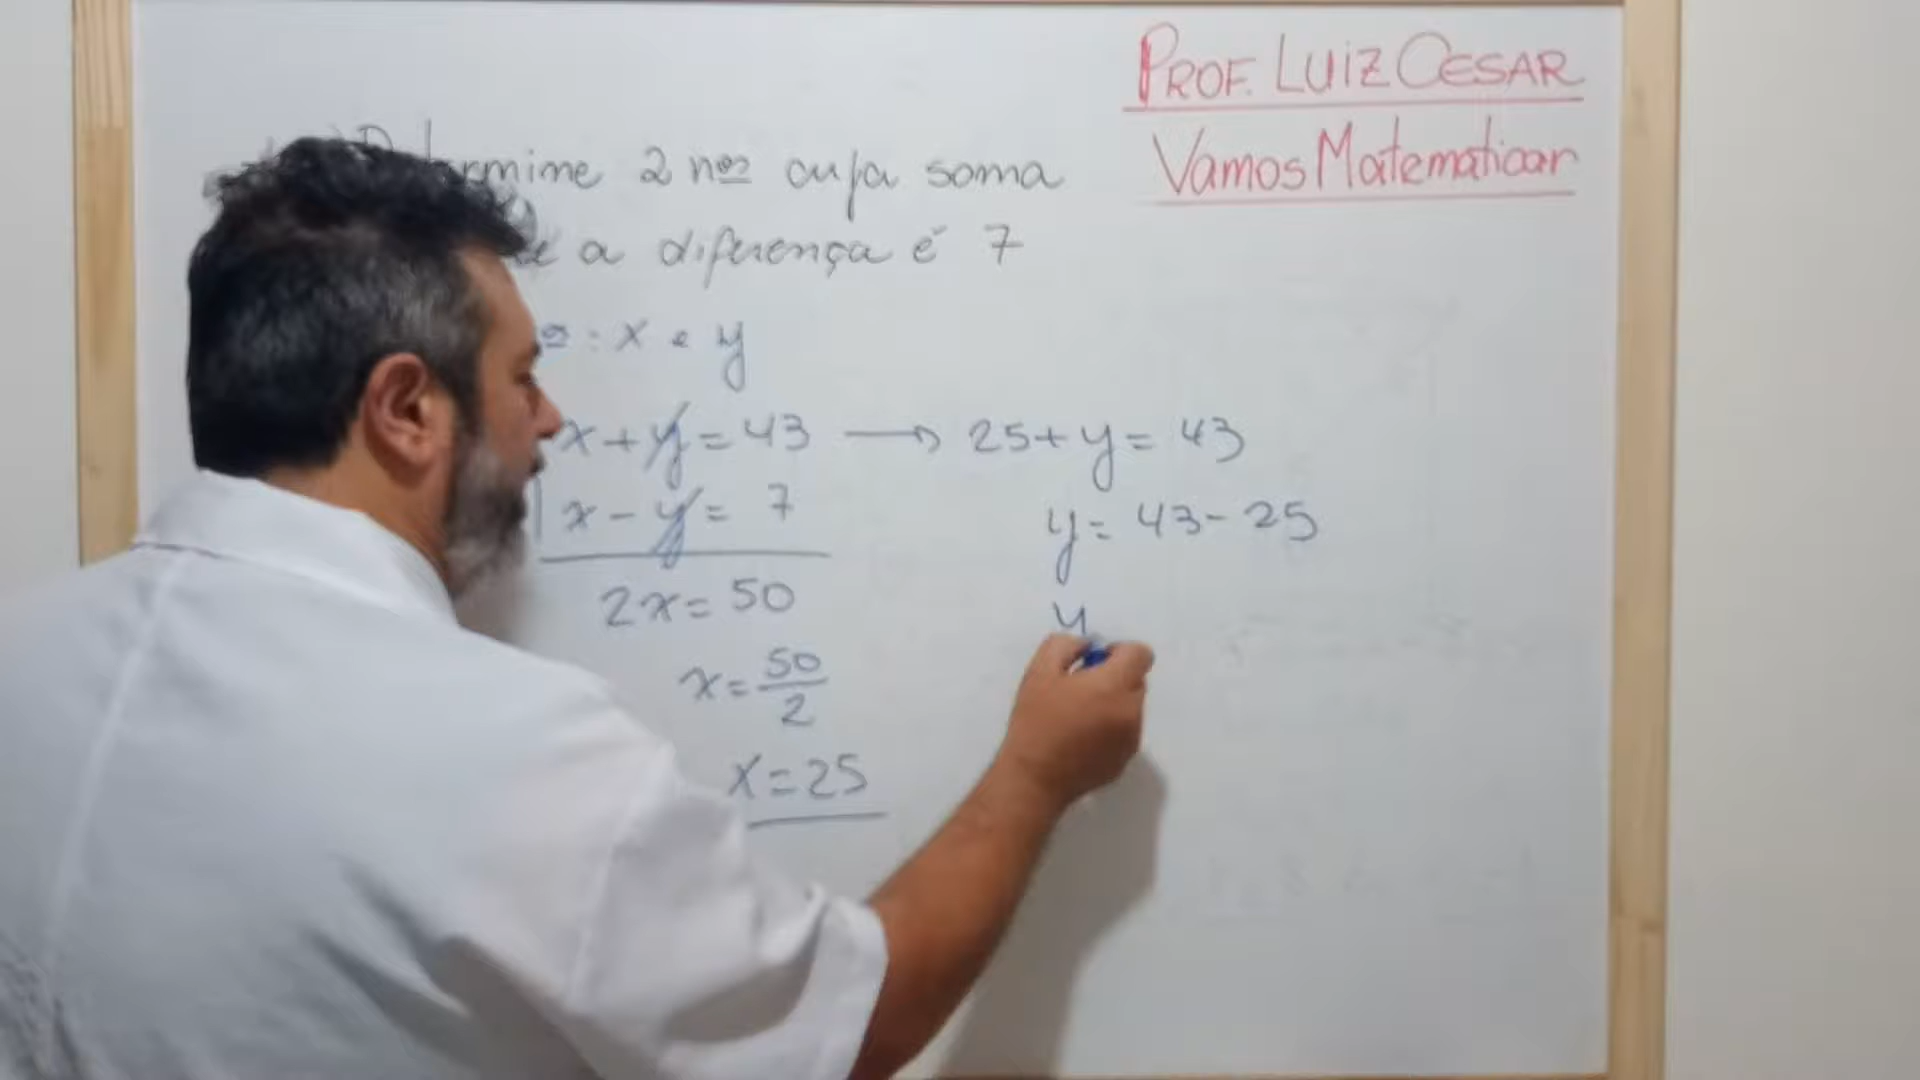 PROF. LUIZ CESAR
Vamos Matematicar
2 nos cuja soma
e a diferença é 7
: x e y
x + y = 43 → 25 + y = 43
x - y = 7
y = 43 - 25
2x = 50
y
x = 50/2
x = 25